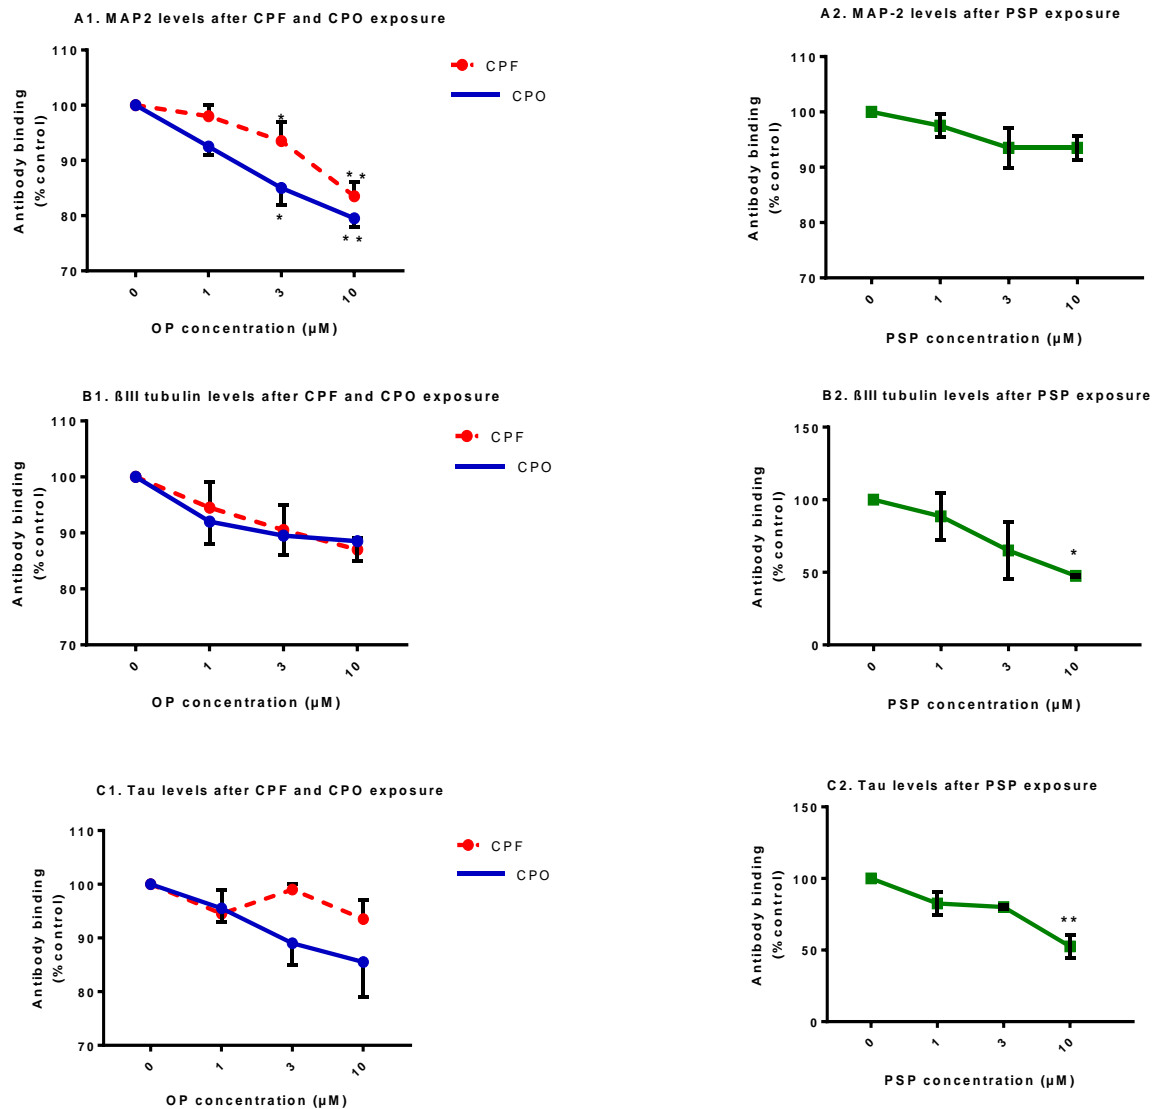 A1. MAP2 levels after CPF and CPO exposure
110
100
90
80
70
Antibody binding
(%control)
*
*
* *
* *
0
1
3
10
OP concentration (µM)
CPF
CPO
A2. MAP-2 levels after PSP exposure
110
100
90
80
70
Antibody binding
(%control)
0
1
3
10
PSP concentration (µM)
B1. ßIII tubulin levels after CPF and CPO exposure
110
100
90
80
70
Antibody binding
(%control)
0
1
3
10
OP concentration (µM)
CPF
CPO
B2. ßIII tubulin levels after PSP exposure
150
100
50
0
Antibody binding
(%control)
*
0
1
3
10
PSP concentration (µM)
C1. Tau levels after CPF and CPO exposure
110
100
90
80
70
Antibody binding
(%control)
0
1
3
10
OP concentration (µM)
CPF
CPO
C2. Tau levels after PSP exposure
150
100
50
0
Antibody binding
(%control)
**
0
1
3
10
PSP concentration (µM)